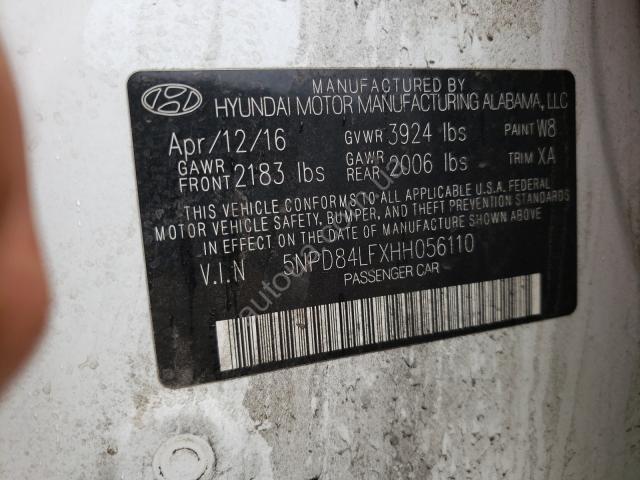 MANUFACTURED BY
HYUNDAI MOTOR MANUFACTURING ALABAMA, LLC
Apr/12/16 GVWR 3924 lbs PAINT W8
GAWR FRONT 2183 lbs GAWR REAR 2006 lbs TRIM XA
THIS VEHICLE CONFORMS TO ALL APPLICABLE U.S.A. FEDERAL
MOTOR VEHICLE SAFETY, BUMPER, AND THEFT PREVENTION STANDARDS
IN EFFECT ON THE DATE OF MANUFACTURE SHOWN ABOVE.
V.I.N 5NPD84LFXHH056110
PASSENGER CAR